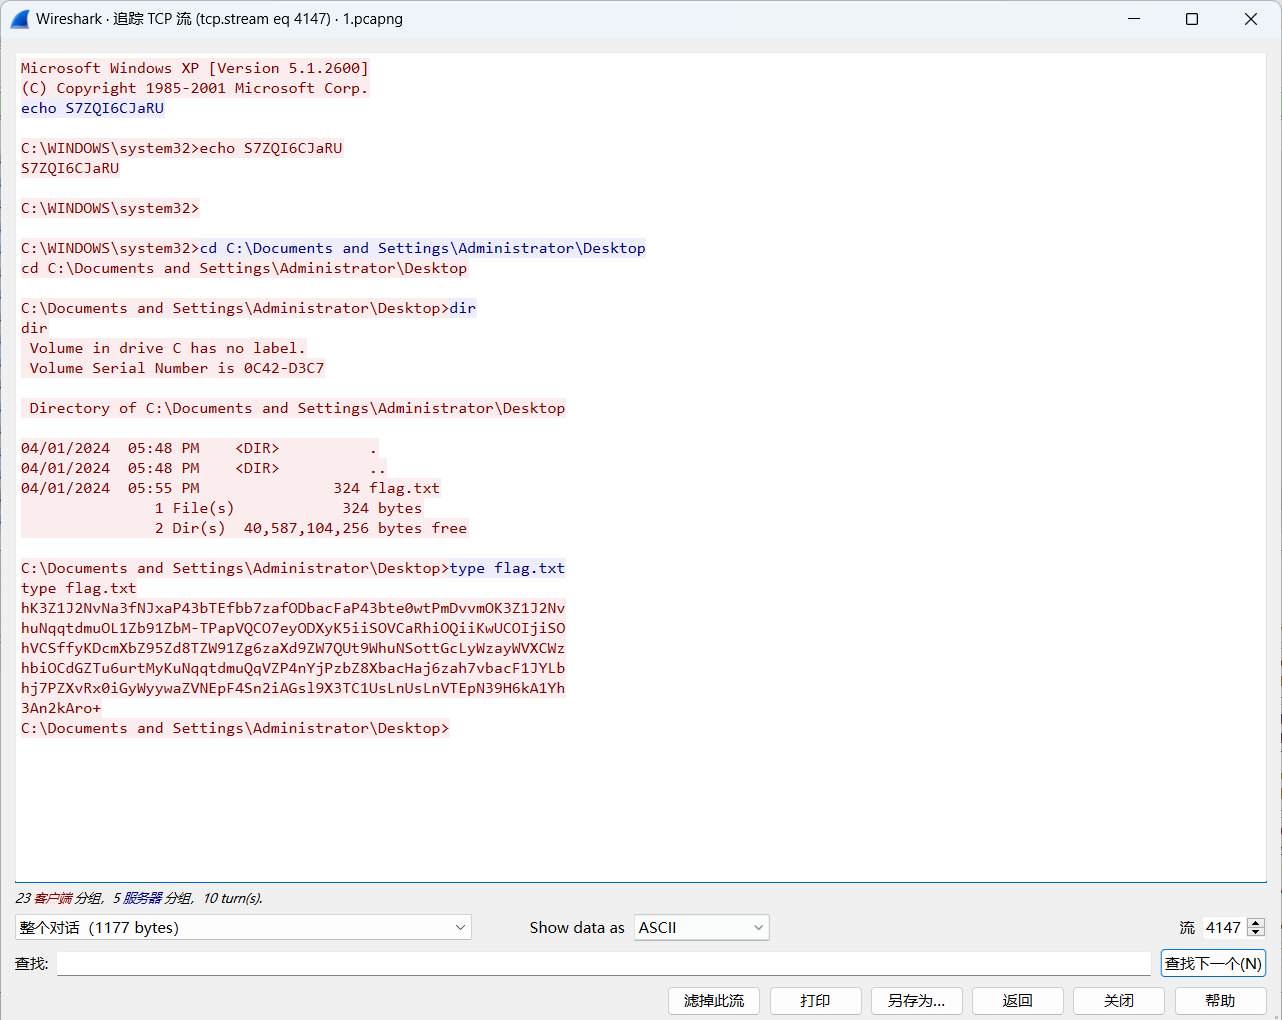 Wireshark · 追踪 TCP 流 (tcp.stream eq 4147) · 1.pcapng
Microsoft Windows XP [Version 5.1.2600]
(C) Copyright 1985-2001 Microsoft Corp.
echo S7ZQI6CJaRU
C:\WINDOWS\system32>echo S7ZQI6CJaRU
S7ZQI6CJaRU
C:\WINDOWS\system32>
C:\WINDOWS\system32>cd C:\Documents and Settings\Administrator\Desktop
cd C:\Documents and Settings\Administrator\Desktop
C:\Documents and Settings\Administrator\Desktop>dir
dir
Volume in drive C has no label.
Volume Serial Number is 0C42-D3C7
Directory of C:\Documents and Settings\Administrator\Desktop
04/01/2024  05:48 PM    <DIR>          .
04/01/2024  05:48 PM    <DIR>          ..
04/01/2024  05:55 PM               324 flag.txt
1 File(s)            324 bytes
2 Dir(s)  40,587,104,256 bytes free
C:\Documents and Settings\Administrator\Desktop>type flag.txt
type flag.txt
hK3Z1J2NvNa3fNJxaP43bTEfbb7zafODbacFaP43bte0wtPmDvvmOK3Z1J2Nv
huNqqtdmuOL1Zb91ZbM-TPapVQCO7eyODXyK5iiSOVCaRhiOQiiKwUCOIjiSO
hVCSffyKDcmXbZ95Zd8TZW91Zg6zaXd9ZW7QUt9WhuNSottGcLyWzayWVXCWz
hbiOCdGZTu6urtMyKuNqqtdmuQqVZP4nYjPzbZ8XbacHaj6zah7vbacF1JYLb
hj7PZXvRx0iGyWyywaZVNEpF4Sn2iAGsl9X3TC1UsLnUsLnVTEpN39H6kA1Yh
3An2kAro+
C:\Documents and Settings\Administrator\Desktop>
23 客户端 分组，5 服务器 分组，10 turn(s).
整个对话（1177 bytes） Show data as ASCII 流 4147
查找: 查找下一个(N)
滤掉此流 打印 另存为... 返回 关闭 帮助